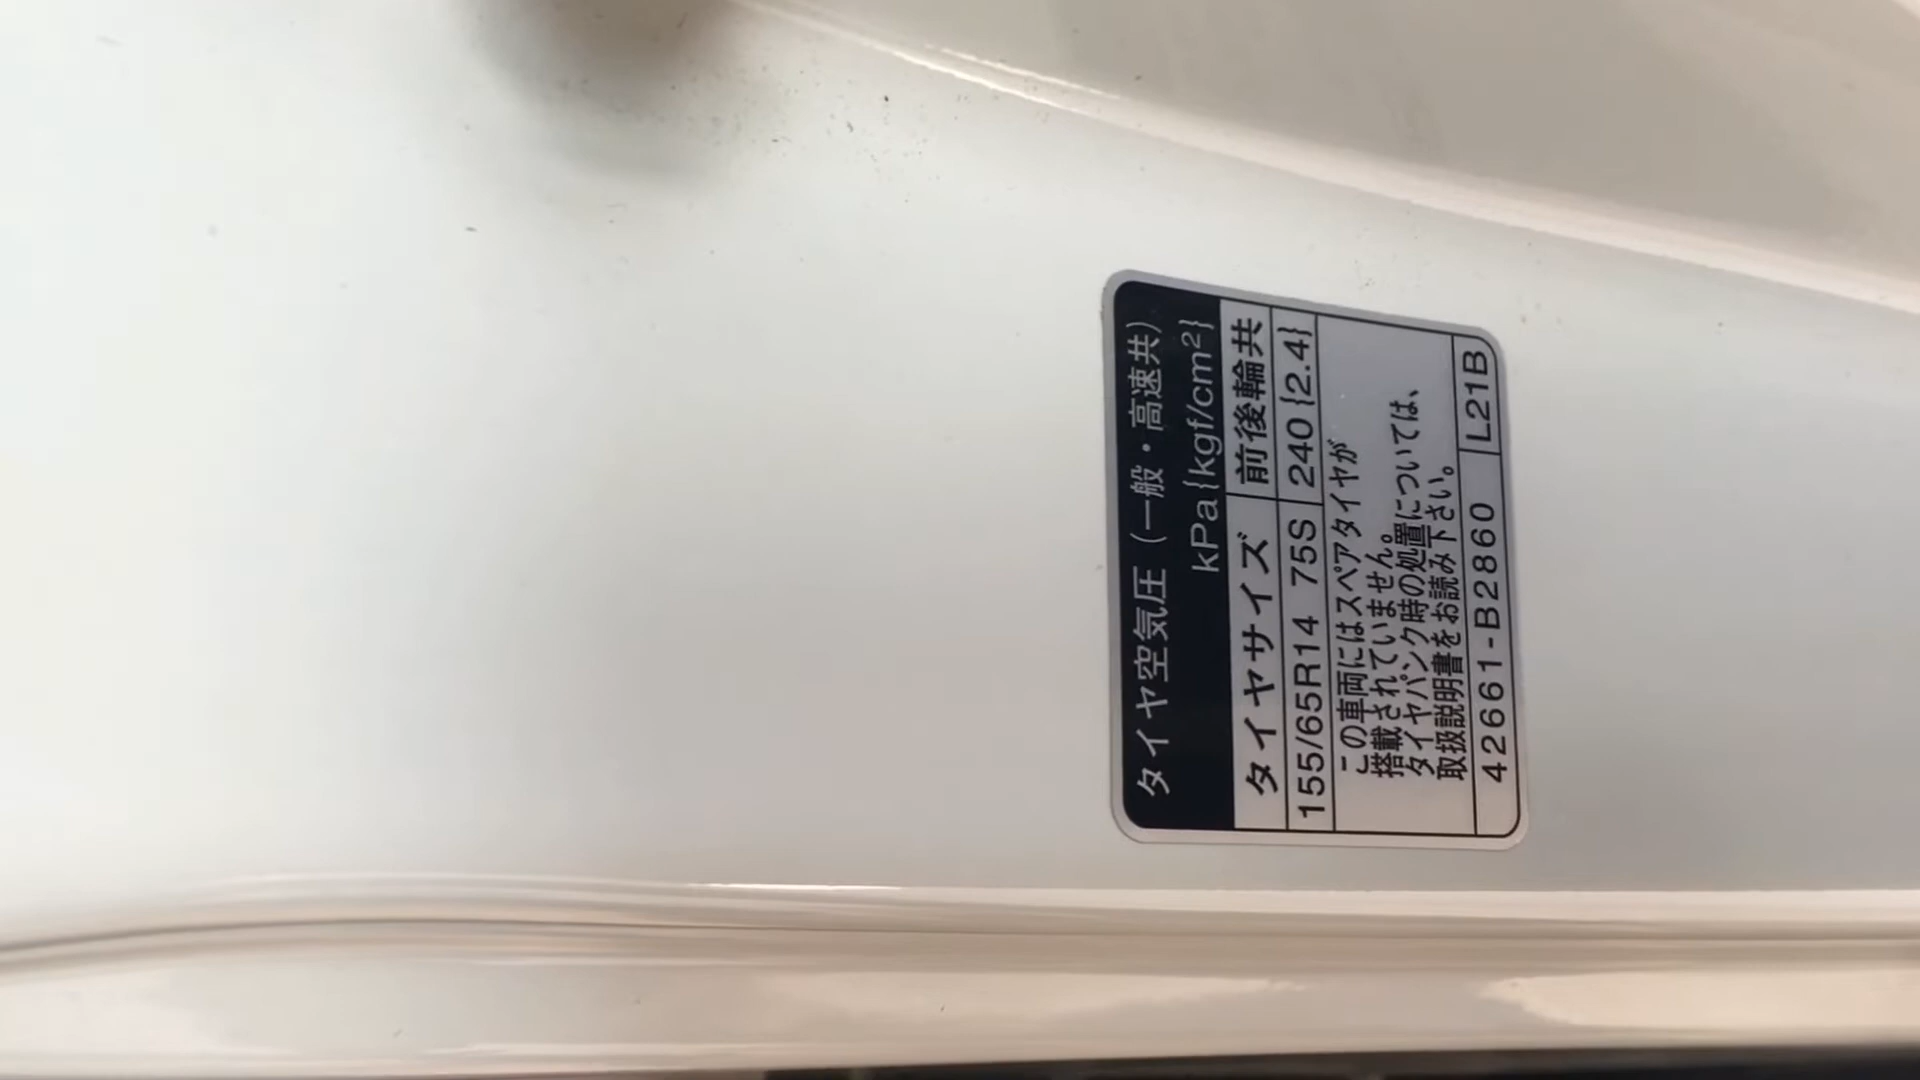 タイヤ空気圧（一般・高速共）
kPa{kgf/cm²}
タイヤサイズ 前後輪共
155/65R14 75S 240{2.4}
この車両にはスペアタイヤが
搭載されていません。
タイヤパンク時の処置については、
取扱説明書をお読み下さい。
42661-B2860 L21B